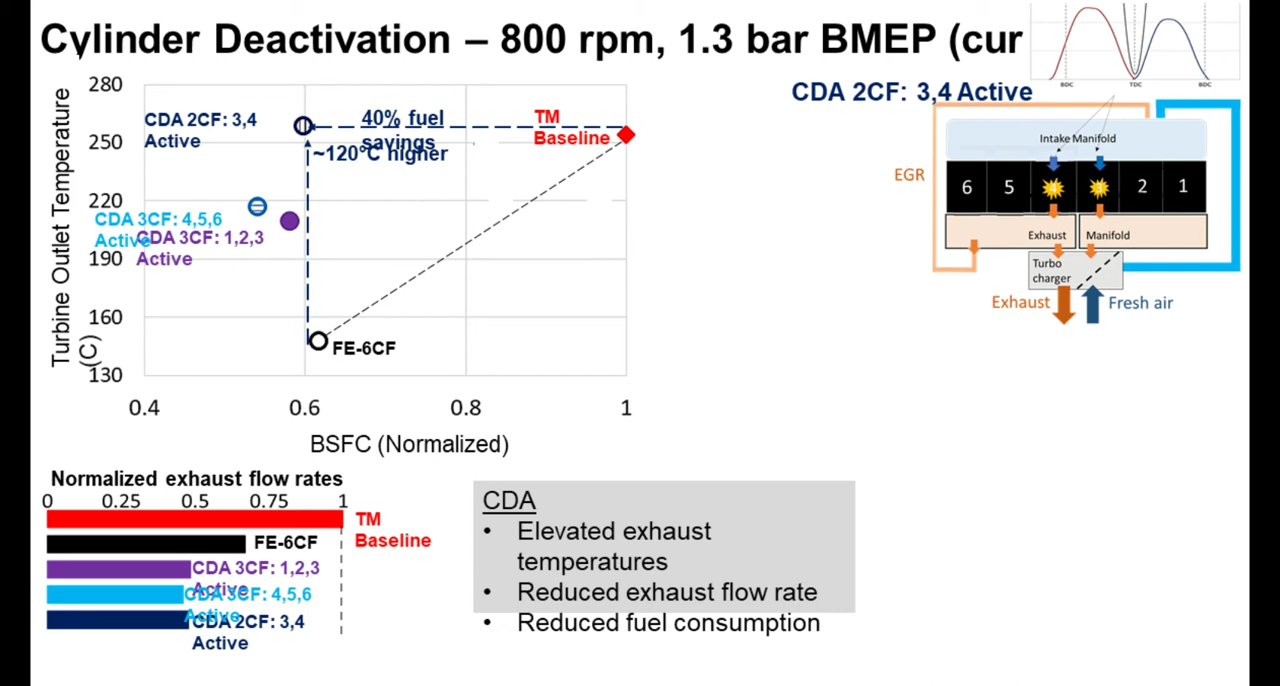 Cylinder Deactivation – 800 rpm, 1.3 bar BMEP (cur
BDC TDC BDC
CDA 2CF: 3,4 Active
Turbine Outlet Temperature
(C)
280
250
220
190
160
130
0.4 0.6 0.8 1
BSFC (Normalized)
CDA 2CF: 3,4
Active
40% fuel
savings
~120°C higher
TM
Baseline
CDA 3CF: 4,5,6
Active
CDA 3CF: 1,2,3
Active
FE-6CF
Intake Manifold
EGR
6 5 4 3 2 1
Exhaust Manifold
Turbo
charger
Exhaust Fresh air
Normalized exhaust flow rates
0 0.25 0.5 0.75 1
TM
Baseline
FE-6CF
CDA 3CF: 1,2,3
Active
CDA 3CF: 4,5,6
Active
CDA 2CF: 3,4
Active
CDA
• Elevated exhaust
temperatures
• Reduced exhaust flow rate
• Reduced fuel consumption